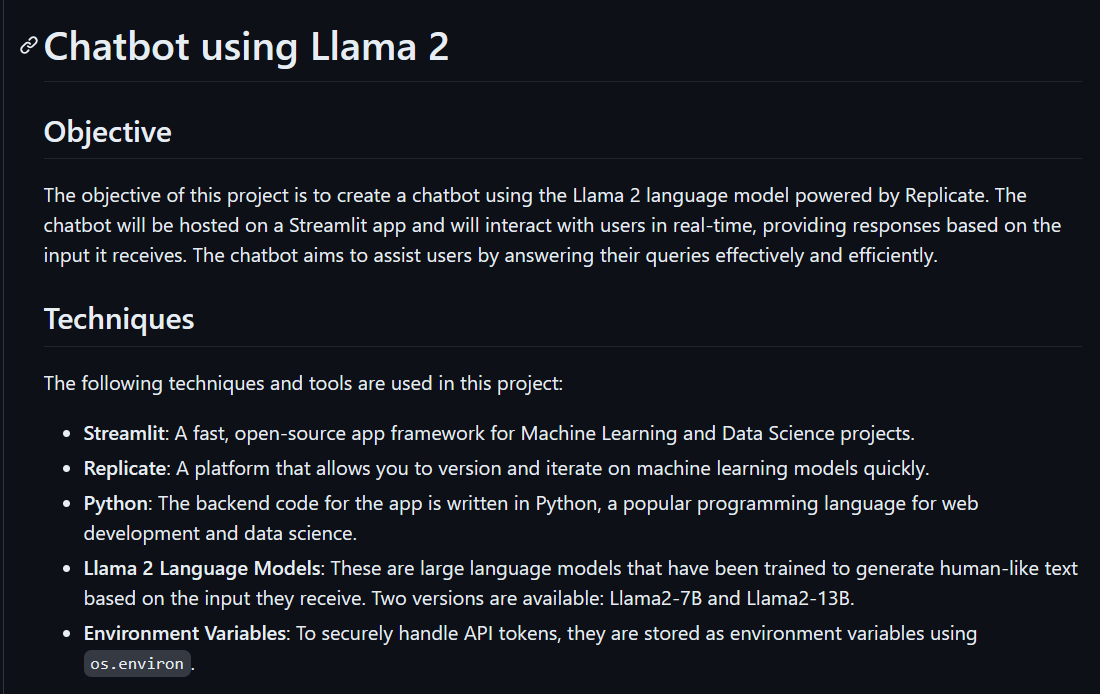 Chatbot using Llama 2
Objective
The objective of this project is to create a chatbot using the Llama 2 language model powered by Replicate. The
chatbot will be hosted on a Streamlit app and will interact with users in real-time, providing responses based on the
input it receives. The chatbot aims to assist users by answering their queries effectively and efficiently.
Techniques
The following techniques and tools are used in this project:
• Streamlit: A fast, open-source app framework for Machine Learning and Data Science projects.
• Replicate: A platform that allows you to version and iterate on machine learning models quickly.
• Python: The backend code for the app is written in Python, a popular programming language for web
development and data science.
• Llama 2 Language Models: These are large language models that have been trained to generate human-like text
based on the input they receive. Two versions are available: Llama2-7B and Llama2-13B.
• Environment Variables: To securely handle API tokens, they are stored as environment variables using
os.environ.